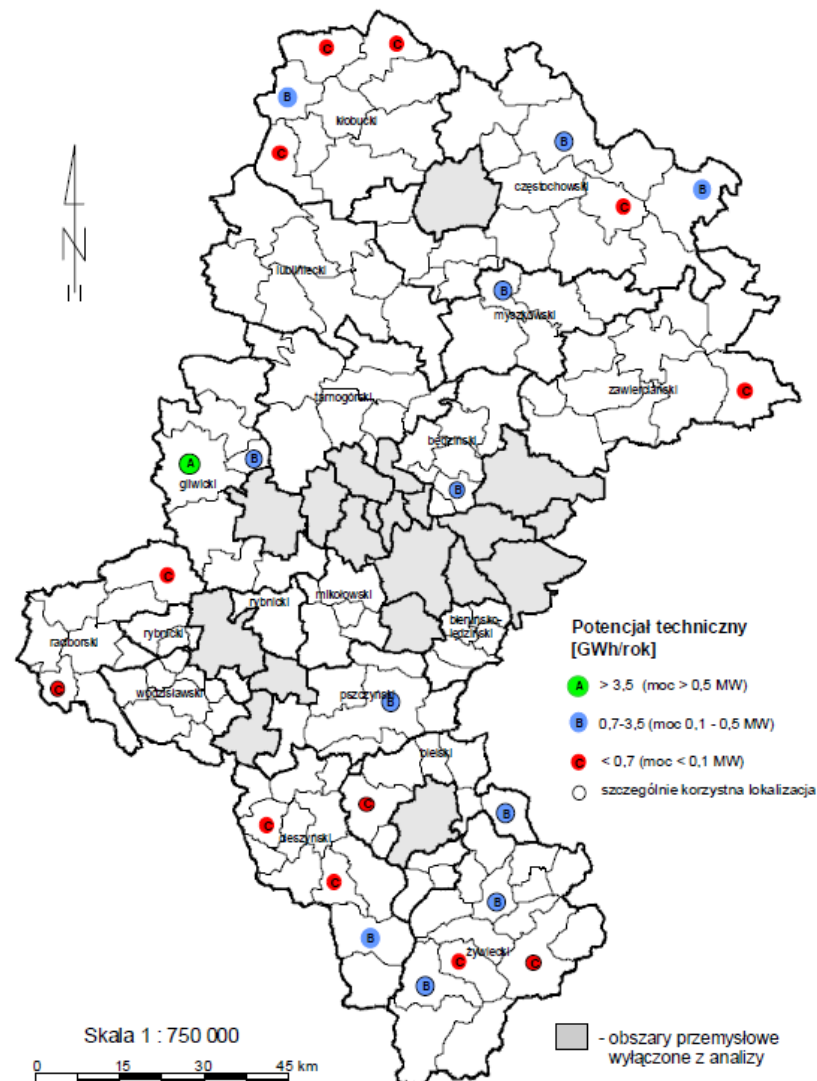 C
C
B
kłobucki
C
B
częstochowski
B
C
N
lubliniecki
B
myszkowski
tarnogórski
zawierciański
C
będziński
A
B
gliwicki
B
C
rybnicki
mikołowski
bieruńsko-
lędziński
raciborski
rybnicki
C
wodzisławski
pszczyński
B
bielski
C
C
cieszyński
B
C
B
B
żywiecki
C
C
B
Potencjał techniczny
[GWh/rok]
A > 3,5 (moc > 0,5 MW)
B 0,7-3,5 (moc 0,1 - 0,5 MW)
C < 0,7 (moc < 0,1 MW)
szczególnie korzystna lokalizacja
Skala 1 : 750 000
0 15 30 45 km
- obszary przemysłowe
wyłączone z analizy